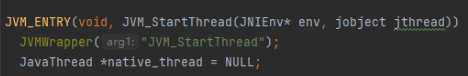 JVM_ENTRY(void, JVM_StartThread(JNIEnv* env, jobject jthread))
JVMWrapper( arg1: "JVM_StartThread");
JavaThread *native_thread = NULL;